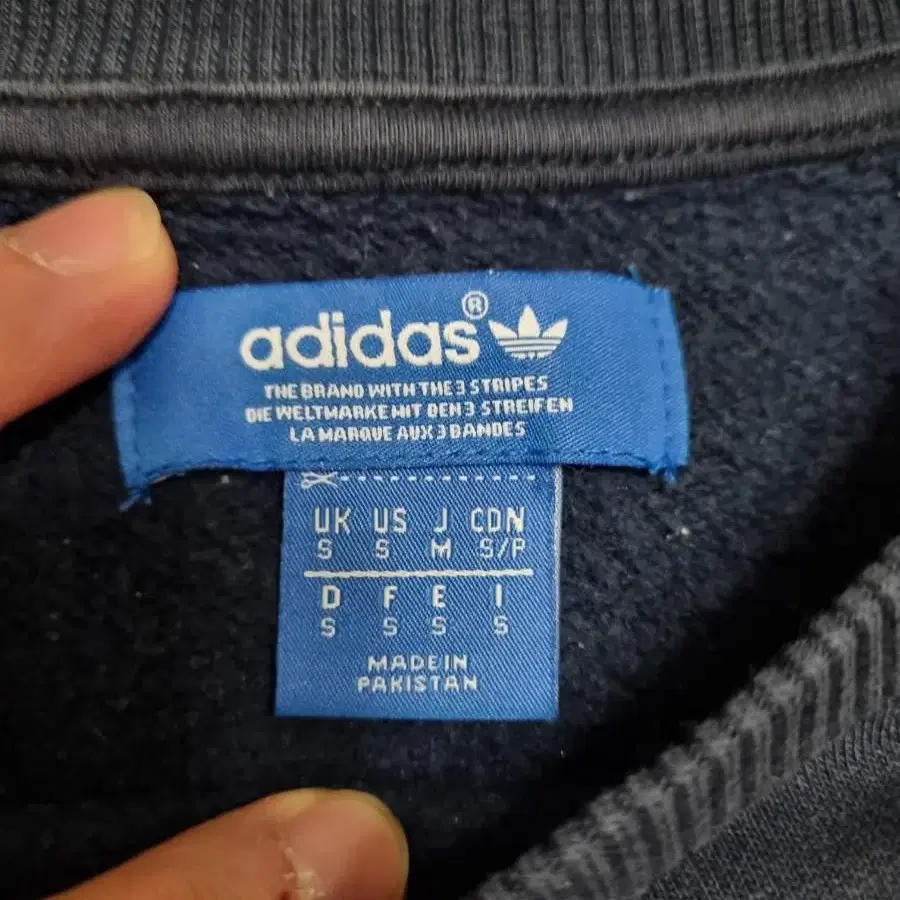 adidas®
THE BRAND WITH THE 3 STRIPES
DIE WELTMARKE MIT DEN 3 STREIFEN
LA MARQUE AUX 3 BANDES
UK US J CDN
S S M S/P
D F E I
S S S S
MADE IN
PAKISTAN